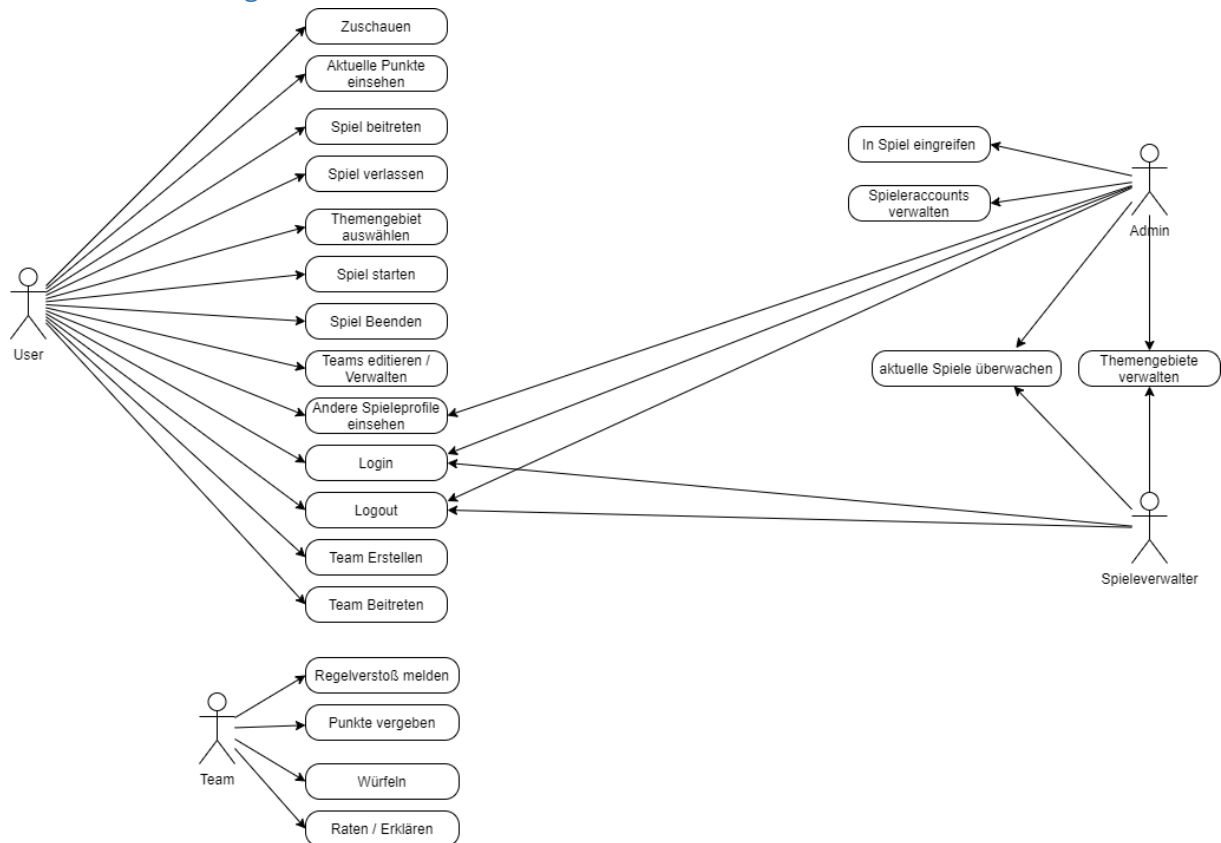 Zuschauen
Aktuelle Punkte
einsehen
Spiel beitreten
Spiel verlassen
Themengebiet
auswählen
Spiel starten
Spiel Beenden
Teams editieren /
Verwalten
Andere Spieleprofile
einsehen
Login
Logout
Team Erstellen
Team Beitreten
User
In Spiel eingreifen
Spieleraccounts
verwalten
Admin
aktuelle Spiele überwachen
Themengebiete
verwalten
Spieleverwalter
Regelverstoß melden
Punkte vergeben
Würfeln
Raten / Erklären
Team